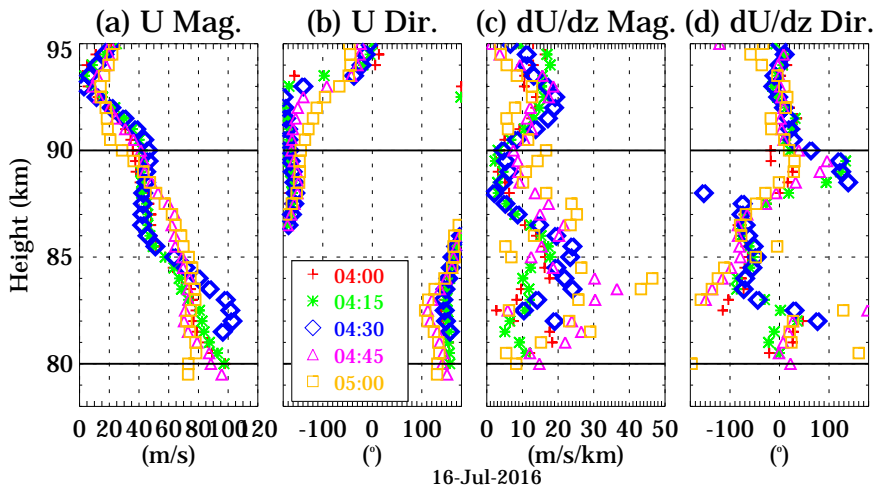 (a) U Mag. (b) U Dir. (c) dU/dz Mag. (d) dU/dz Dir.
95
90
85
80
Height (km)
04:00
04:15
04:30
04:45
05:00
0 20 40 60 80 100 120 -100 0 100 0 10 20 30 40 50 -100 0 100
(m/s) (º) (m/s/km) (º)
16-Jul-2016